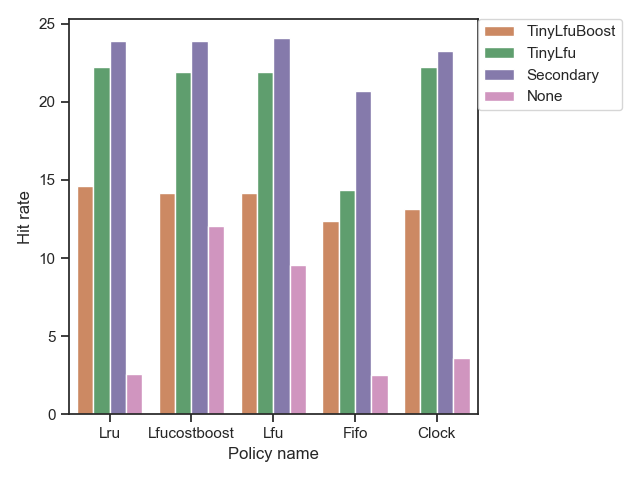 TinyLfuBoost
TinyLfu
Secondary
None
25
20
15
10
5
0
Hit rate
Lru
Lfucostboost
Lfu
Fifo
Clock
Policy name